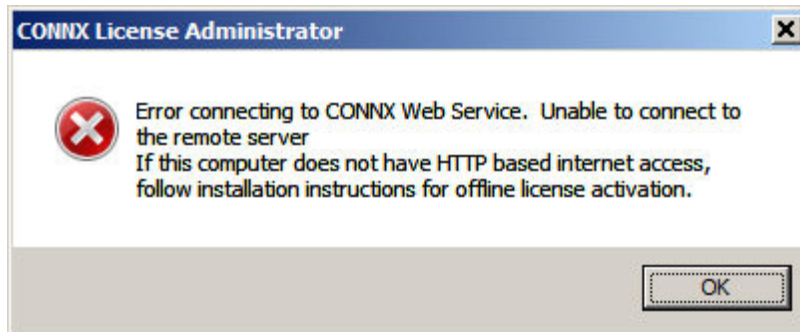 CONNX License Administrator
Error connecting to CONNX Web Service.  Unable to connect to
the remote server
If this computer does not have HTTP based internet access,
follow installation instructions for offline license activation.
OK